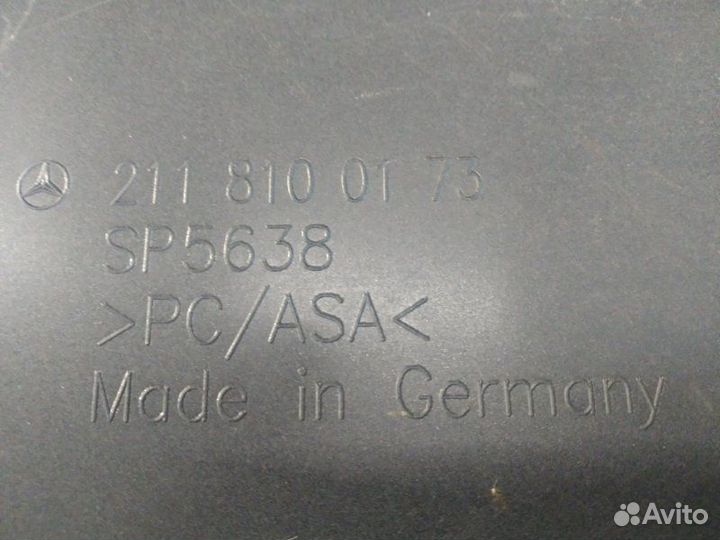 211 810 01 73
SP5638
>PC/ASA<
Made in Germany
Avito